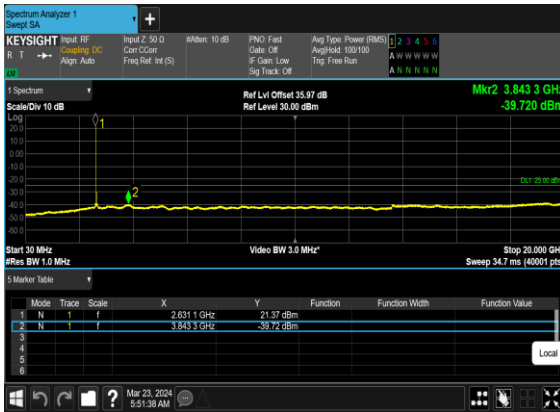 Spectrum Analyzer 1
Swept SA
+
KEYSIGHT Input: RF Input Z: 50 Ω #Atten: 10 dB PNO: Fast Avg Type: Power (RMS) 1 2 3 4 5 6
R T Coupling: DC Corr CCorr Gate: Off Avg|Hold: 100/100 A W W W W W
Align: Auto Freq Ref: Int (S) IF Gain: Low Trig: Free Run
Sig Track: Off A N N N N N
1 Spectrum
Ref Lvl Offset 35.97 dB Mkr2 3.843 3 GHz
Scale/Div 10 dB Ref Level 30.00 dBm -39.720 dBm
Log
1
20.0
10.0
0.00
-10.0
-20.0
DL1 -25.00 dBm
-30.0
2
-40.0
-50.0
-60.0
Start 30 MHz Video BW 3.0 MHz* Stop 20.000 GHz
#Res BW 1.0 MHz Sweep 34.7 ms (40001 pts)
5 Marker Table
Mode Trace Scale X Y Function Function Width Function Value
1 N 1 f 2.631 1 GHz 21.37 dBm
2 N 1 f 3.843 3 GHz -39.72 dBm
3
4
5
6
Local
? Mar 23, 2024
5:51:38 AM